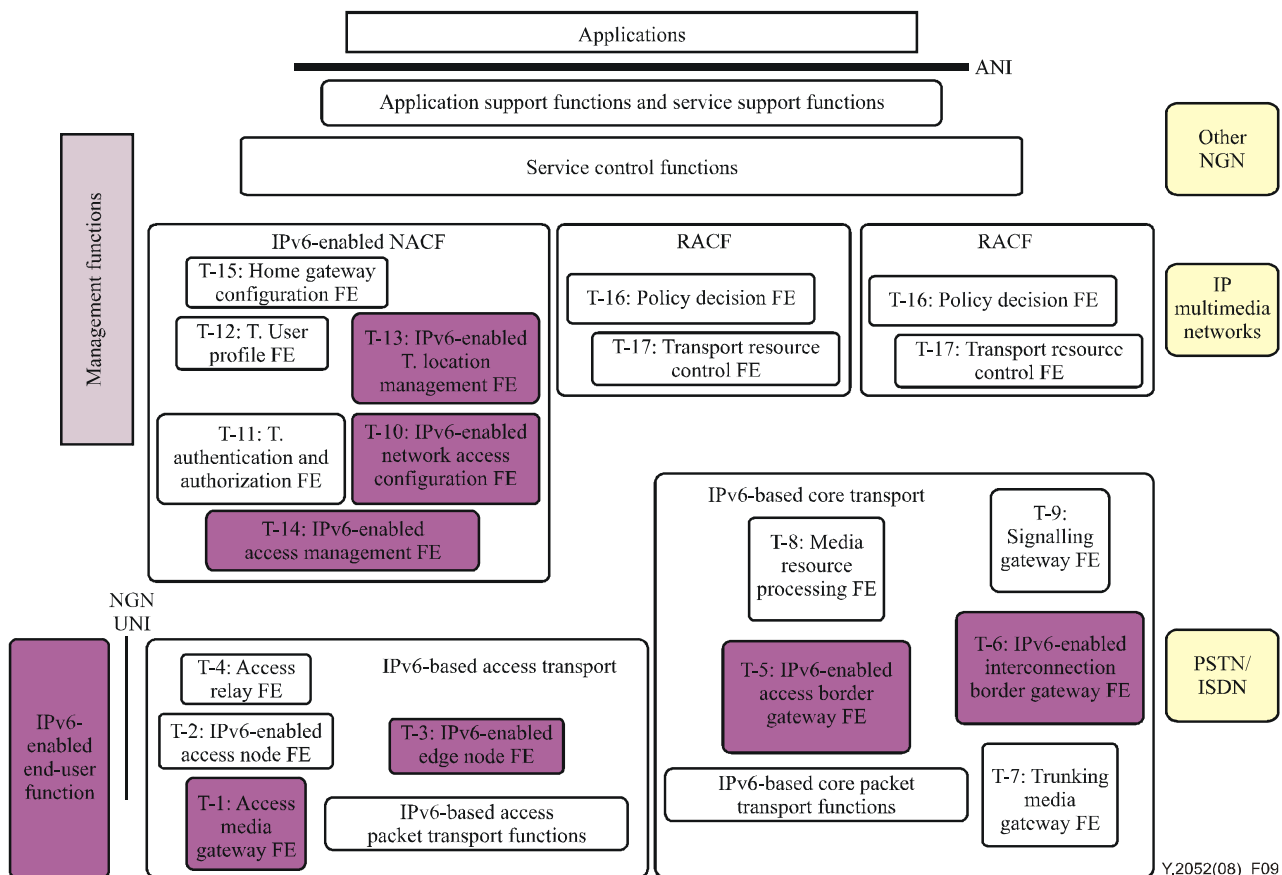 Applications
ANI
Application support functions and service support functions
Service control functions
Management functions
Other
NGN
IPv6-enabled NACF
T-15: Home gateway
configuration FE
T-12: T. User
profile FE
T-13: IPv6-enabled
T. location
management FE
T-11: T.
authentication and
authorization FE
T-10: IPv6-enabled
network access
configuration FE
T-14: IPv6-enabled
access management FE
RACF
T-16: Policy decision FE
T-17: Transport resource
control FE
RACF
T-16: Policy decision FE
T-17: Transport resource
control FE
IP
multimedia
networks
NGN
UNI
IPv6-
enabled
end-user
function
IPv6-based access transport
T-4: Access
relay FE
T-2: IPv6-enabled
access node FE
T-3: IPv6-enabled
edge node FE
T-1: Access
media
gateway FE
IPv6-based access
packet transport functions
IPv6-based core transport
T-8: Media
resource
processing FE
T-9:
Signalling
gateway FE
T-5: IPv6-enabled
access border
gateway FE
T-6: IPv6-enabled
interconnection
border gateway FE
IPv6-based core packet
transport functions
T-7: Trunking
media
gateway FE
PSTN/
ISDN
Y.2052(08)_F09